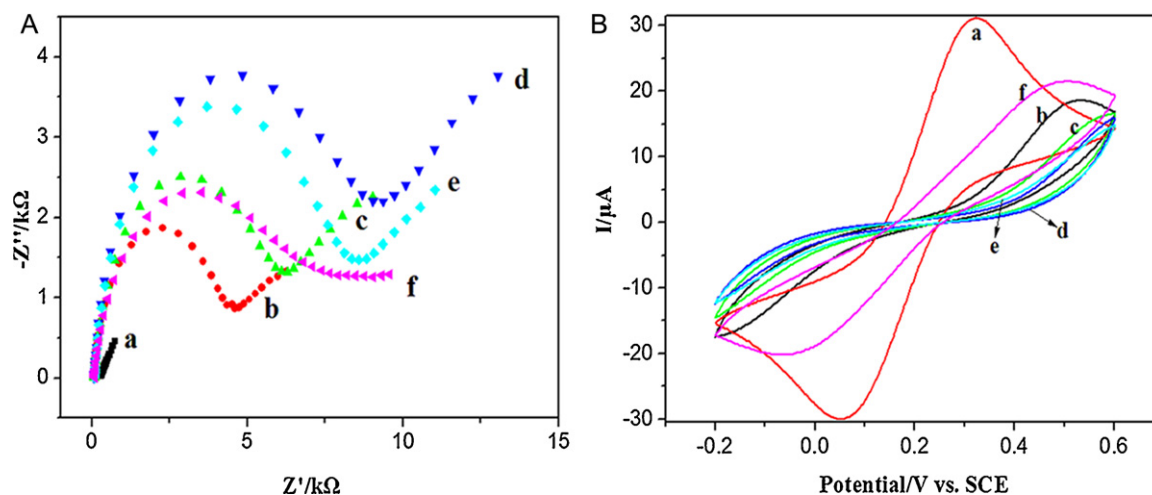 A
4
3
2
1
0
-Z''/kΩ
a
b
c
d
e
f
0 5 10 15
Z'/kΩ
B
30
20
10
0
-10
-20
-30
I/µA
a
f
b
c
e
d
-0.2 0.0 0.2 0.4 0.6
Potential/V vs. SCE